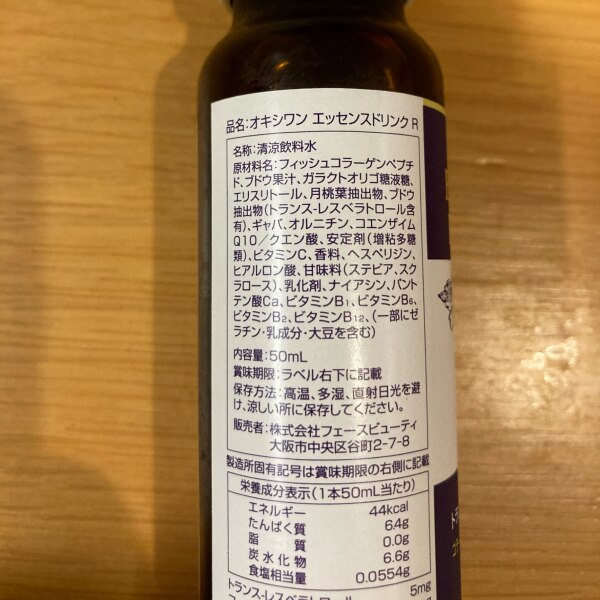 品名:オキシワン エッセンスドリンク R
名称:清涼飲料水
原材料名:フィッシュコラーゲンペプチ
ド、ブドウ果汁、ガラクトオリゴ糖液糖、
エリスリトール、月桃葉抽出物、ブドウ
抽出物(トランス-レスベラトロール含
有)、ギャバ、オルニチン、コエンザイム
Q10/クエン酸、安定剤(増粘多糖
類)、ビタミンC、香料、ヘスペリジン、
ヒアルロン酸、甘味料(ステビア、スク
ラロース)、乳化剤、ナイアシン、パント
テン酸Ca、ビタミンB1、ビタミンB6、
ビタミンB2、ビタミンB12、(一部にゼ
ラチン・乳成分・大豆を含む)
内容量:50mL
賞味期限:ラベル右下に記載
保存方法:高温、多湿、直射日光を避
け、涼しい所に保存してください。
販売者:株式会社フェースビューティ
大阪市中央区谷町2-7-8
製造所固有記号は賞味期限の右側に記載
栄養成分表示(1本50mL当たり)
エネルギー 44kcal
たんぱく質 6.4g
脂質 0.0g
炭水化物 6.6g
食塩相当量 0.0554g
トランス-レスベラトロール 5mg